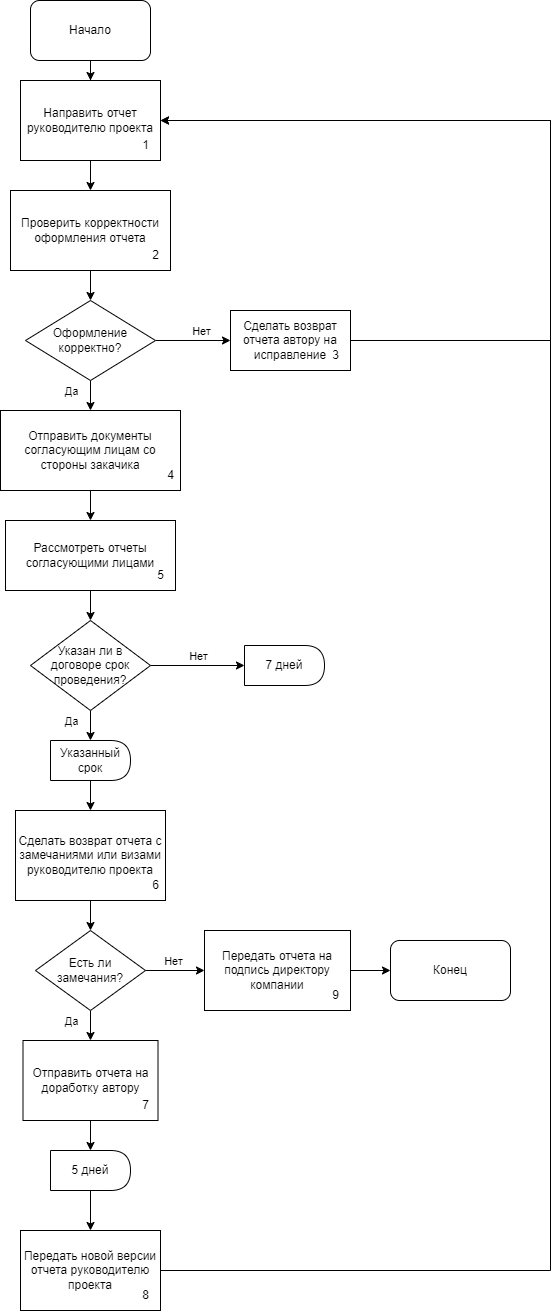 Начало
Направить отчет
руководителю проекта
1
Проверить корректности
оформления отчета
2
Оформление
корректно?
Нет
Сделать возврат
отчета автору на
исправление 3
Да
Отправить документы
согласующим лицам со
стороны закачика
4
Рассмотреть отчеты
согласующими лицами
5
Указан ли в
договоре срок
проведения?
Нет
7 дней
Да
Указанный
срок
Сделать возврат отчета с
замечаниями или визами
руководителю проекта
6
Есть ли
замечания?
Нет
Передать отчета на
подпись директору
компании
9
Конец
Да
Отправить отчета на
доработку автору
7
5 дней
Передать новой версии
отчета руководителю
проекта
8